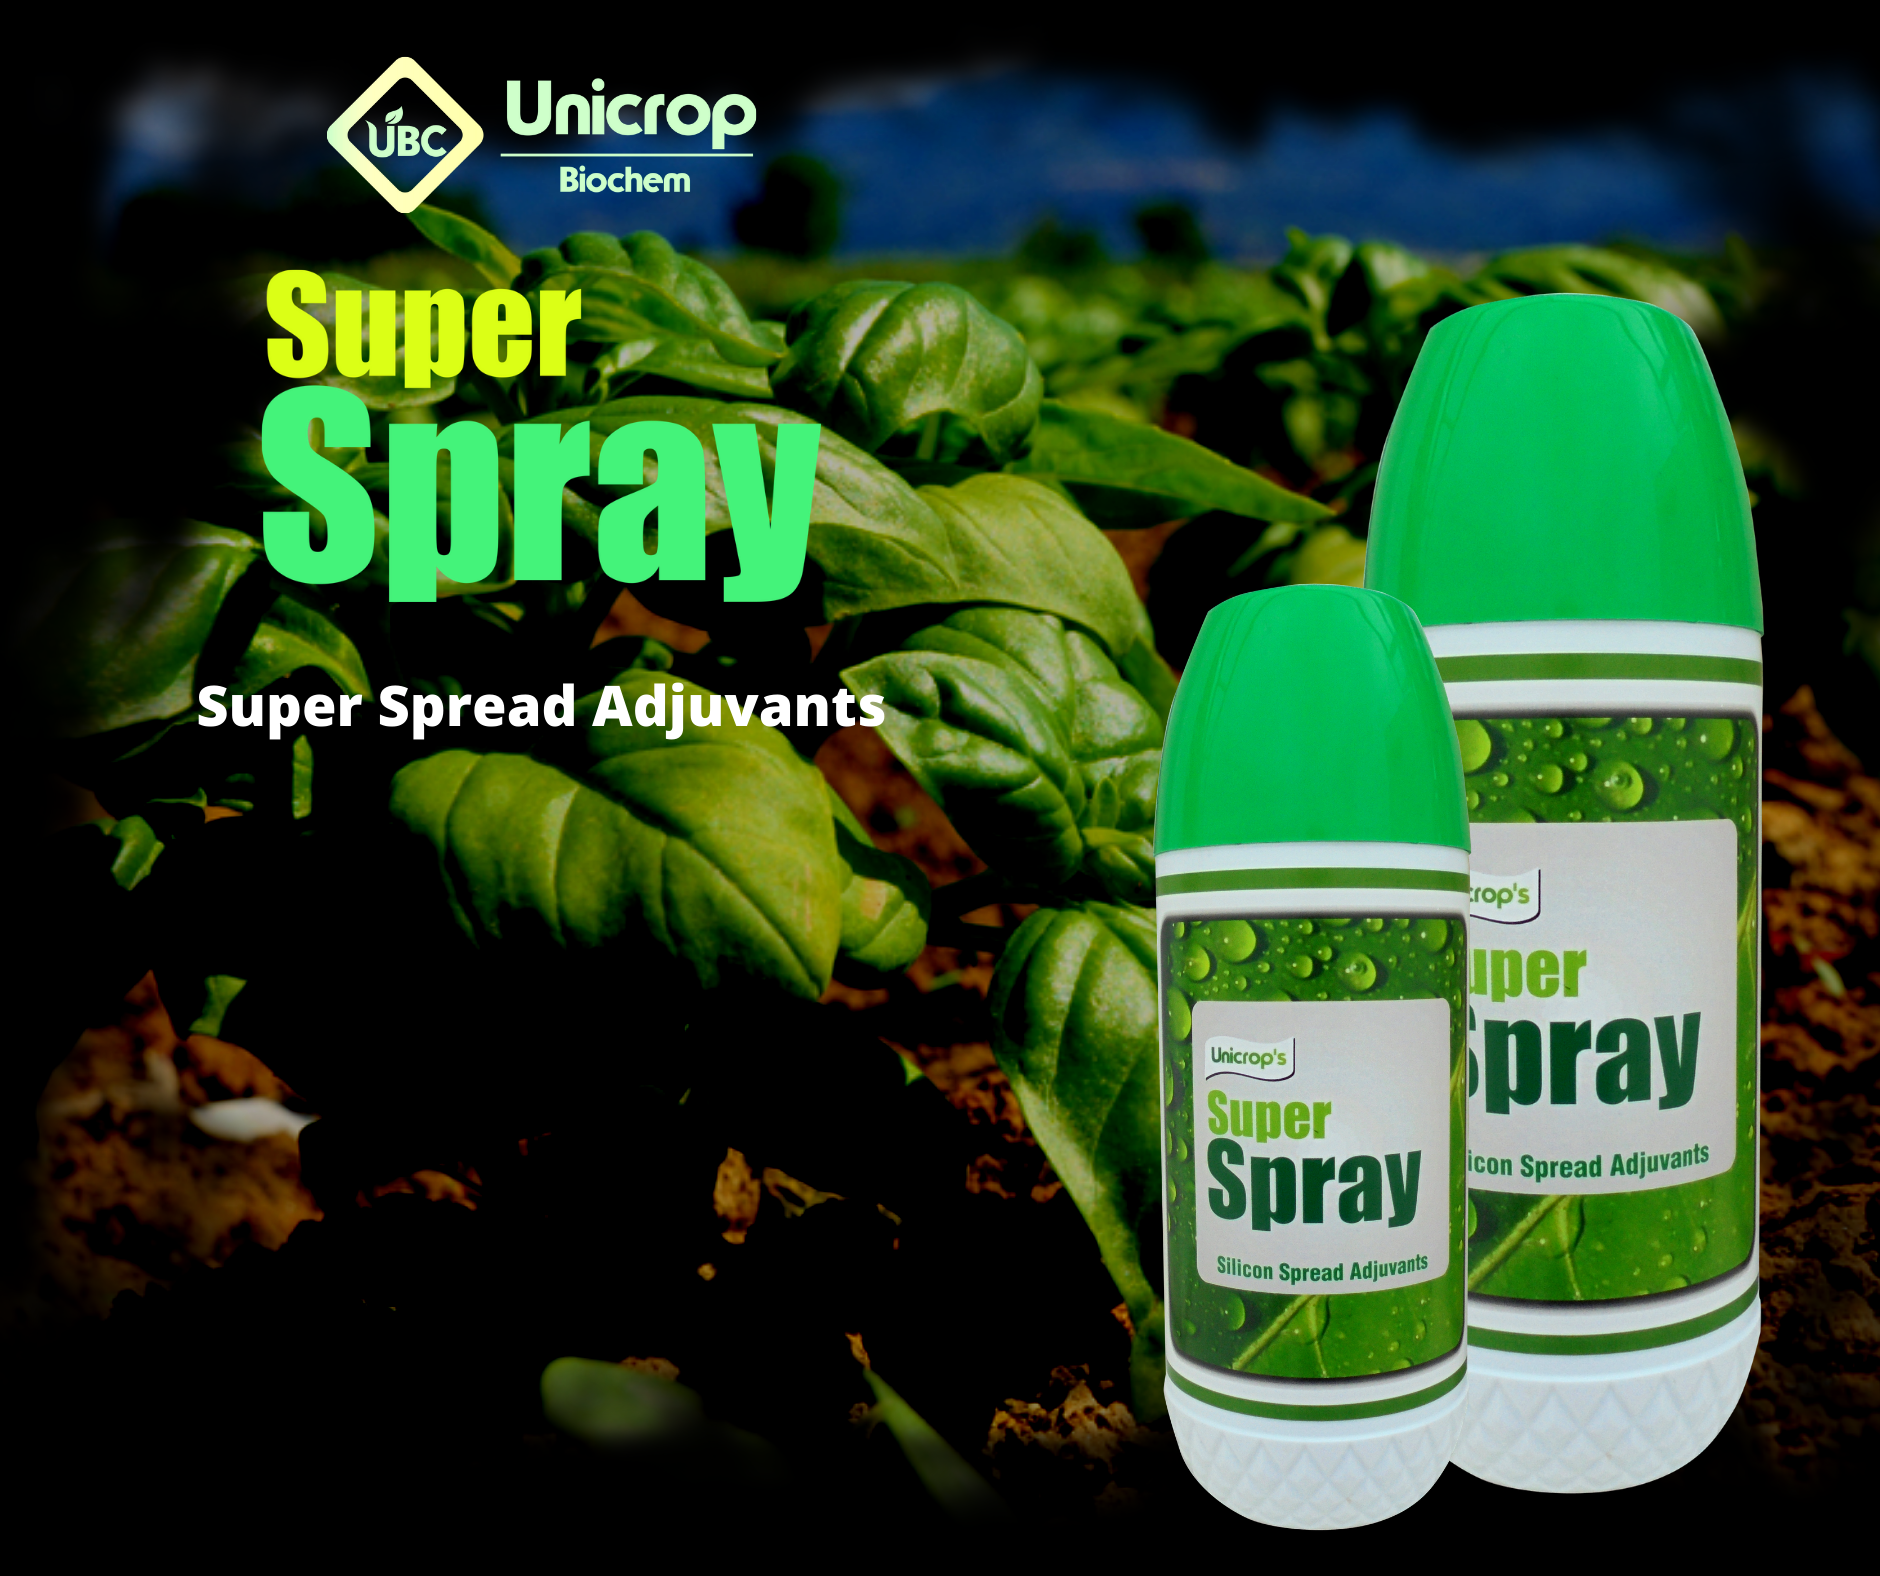 UBC
Unicrop
Biochem
Super
Spray
Super Spread Adjuvants
crop's
uper
Spray
icon Spread Adjuvants
Unicrop's
Super
Spray
Silicon Spread Adjuvants